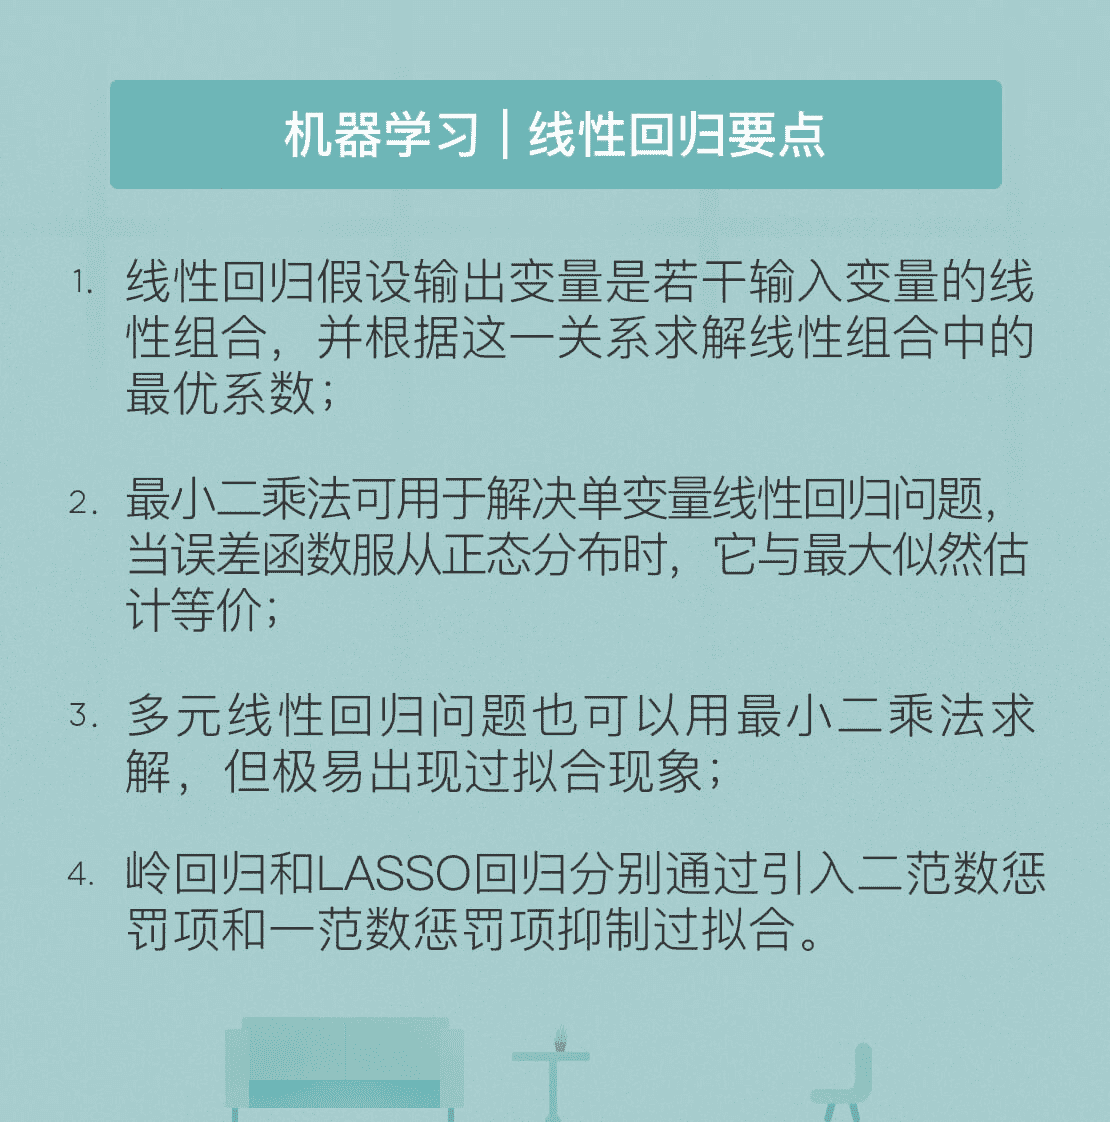 机器学习｜线性回归要点
1. 线性回归假设输出变量是若干输入变量的线
性组合，并根据这一关系求解线性组合中的
最优系数；
2. 最小二乘法可用于解决单变量线性回归问题，
当误差函数服从正态分布时，它与最大似然估
计等价；
3. 多元线性回归问题也可以用最小二乘法求
解，但极易出现过拟合现象；
4. 岭回归和LASSO回归分别通过引入二范数惩
罚项和一范数惩罚项抑制过拟合。